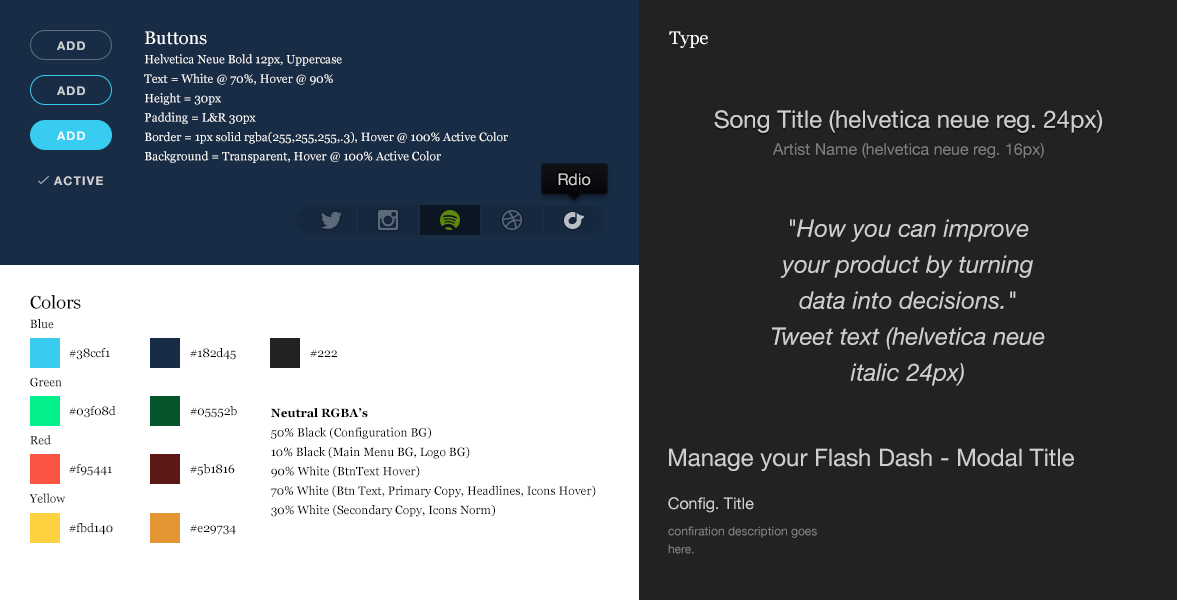 ADD
ADD
ADD
ACTIVE
Buttons
Helvetica Neue Bold 12px, Uppercase
Text = White @ 70%, Hover @ 90%
Height = 30px
Padding = L&R 30px
Border = 1px solid rgba(255,255,255,.3), Hover @ 100% Active Color
Background = Transparent, Hover @ 100% Active Color
Rdio
Colors
Blue
#38ccf1 #182d45 #222
Green
#03f08d #05552b
Red
#f95441 #5b1816
Yellow
#fbd140 #e29734
Neutral RGBA's
50% Black (Configuration BG)
10% Black (Main Menu BG, Logo BG)
90% White (BtnText Hover)
70% White (Btn Text, Primary Copy, Headlines, Icons Hover)
30% White (Secondary Copy, Icons Norm)
Type
Song Title (helvetica neue reg. 24px)
Artist Name (helvetica neue reg. 16px)
"How you can improve
your product by turning
data into decisions."
Tweet text (helvetica neue
italic 24px)
Manage your Flash Dash - Modal Title
Config. Title
confiration description goes
here.